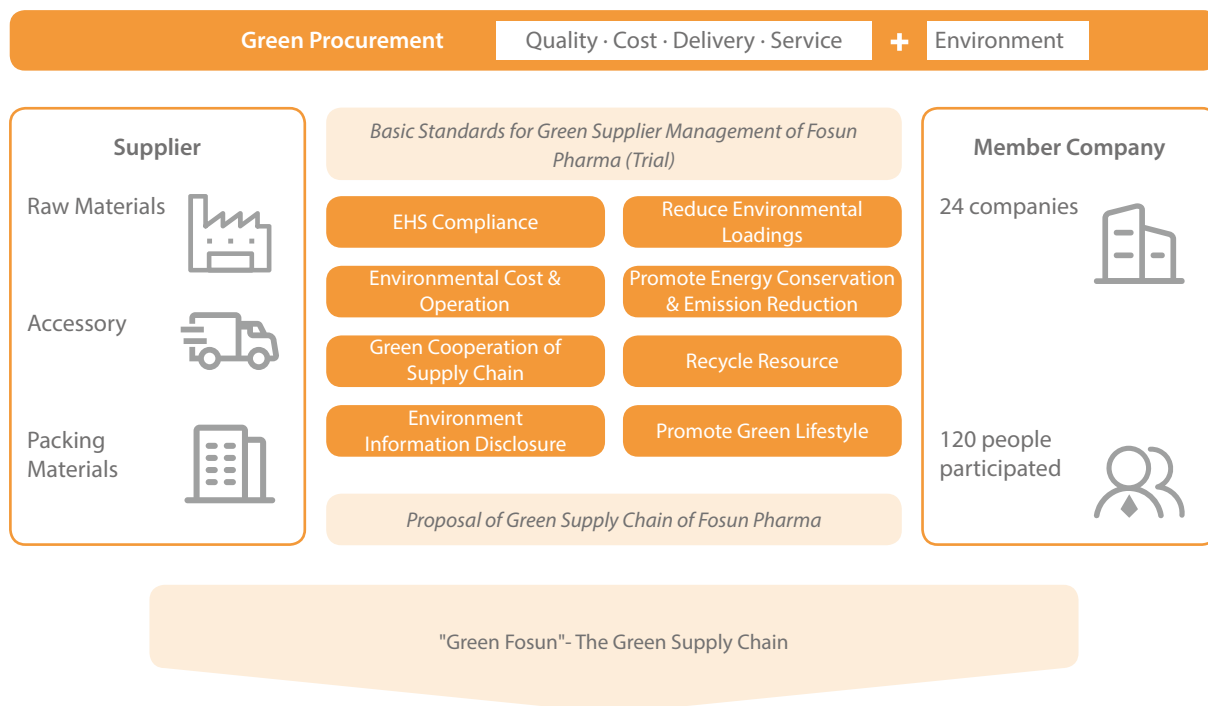 Green Procurement
Quality · Cost · Delivery · Service
+
Environment
Supplier
Raw Materials
Accessory
Packing
Materials
Basic Standards for Green Supplier Management of Fosun
Pharma (Trial)
EHS Compliance
Reduce Environmental
Loadings
Environmental Cost &
Operation
Promote Energy Conservation
& Emission Reduction
Green Cooperation of
Supply Chain
Recycle Resource
Environment
Information Disclosure
Promote Green Lifestyle
Proposal of Green Supply Chain of Fosun Pharma
Member Company
24 companies
120 people
participated
"Green Fosun"- The Green Supply Chain